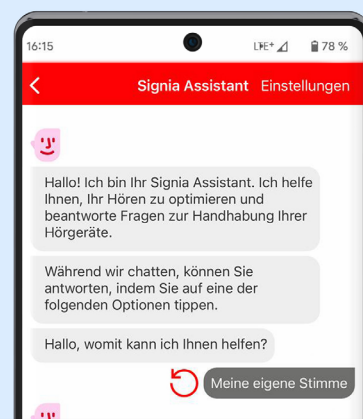 16:15 LTE+ 78 %
Signia Assistant Einstellungen
Hallo! Ich bin Ihr Signia Assistant. Ich helfe
Ihnen, Ihr Hören zu optimieren und
beantworte Fragen zur Handhabung Ihrer
Hörgeräte.
Während wir chatten, können Sie
antworten, indem Sie auf eine der
folgenden Optionen tippen.
Hallo, womit kann ich Ihnen helfen?
Meine eigene Stimme